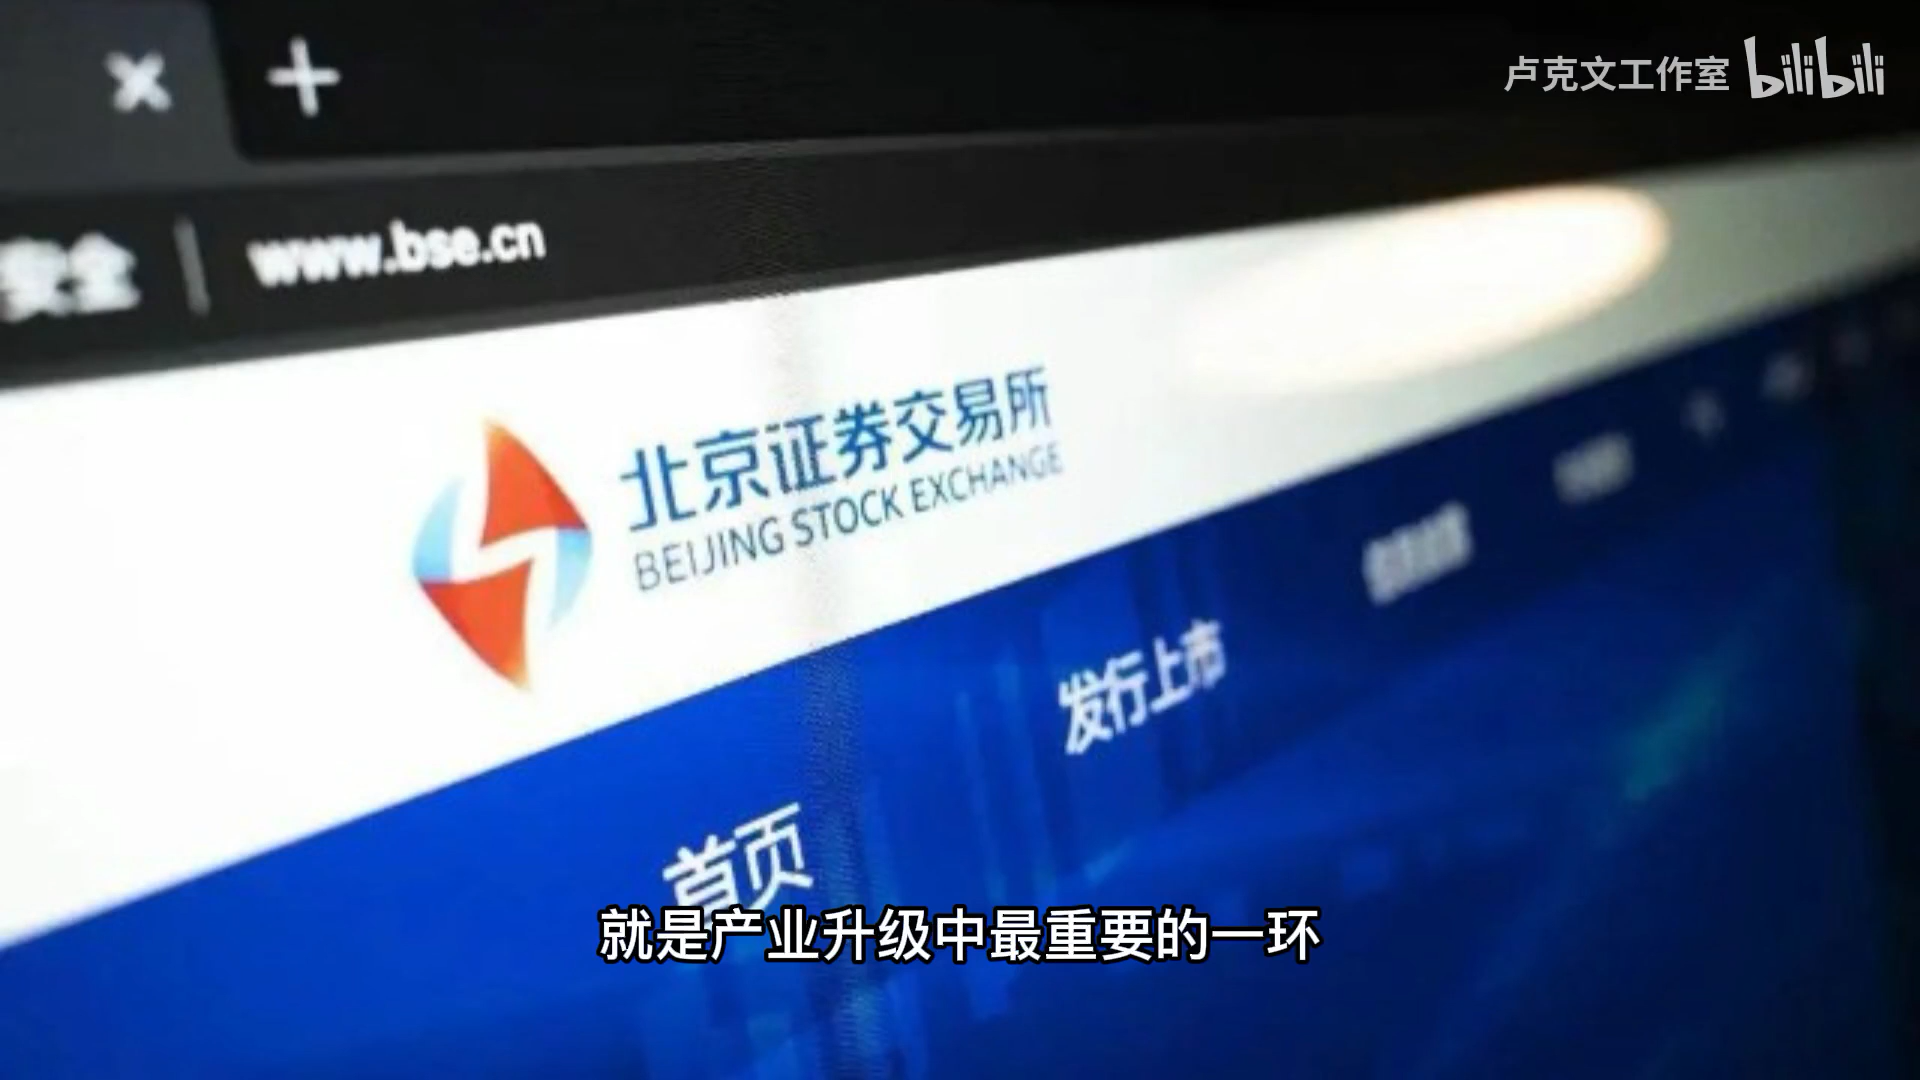 卢克文工作室 bilibili
安全 www.bse.cn
北京证券交易所
BEIJING STOCK EXCHANGE
首页 发行上市
就是产业升级中最重要的一环